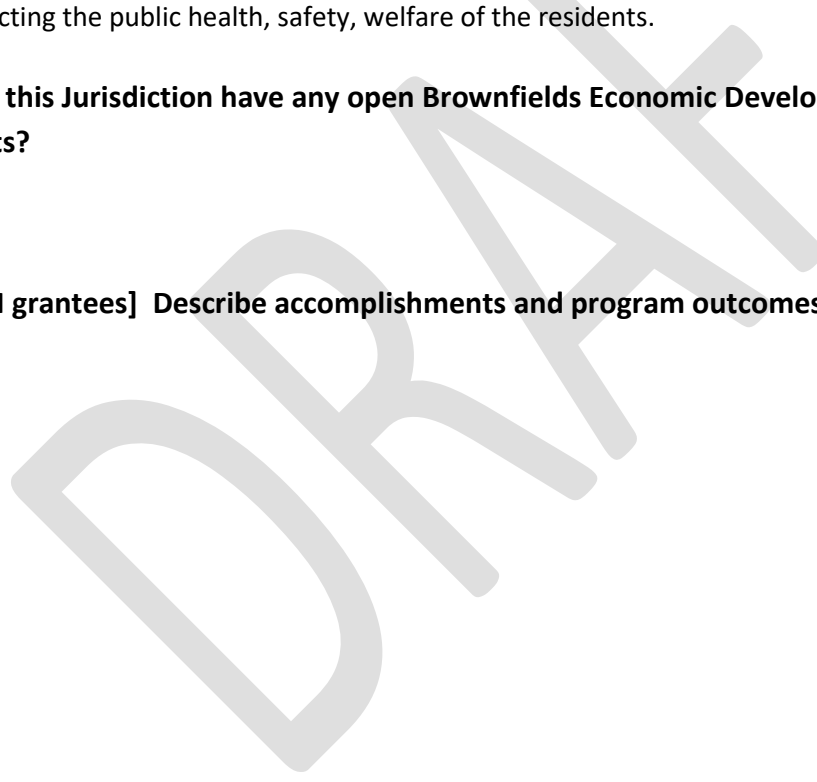 cting the public health, safety, welfare of the residents.
this Jurisdiction have any open Brownfields Economic Develo
ts?
grantees]  Describe accomplishments and program outcomes
DRAF